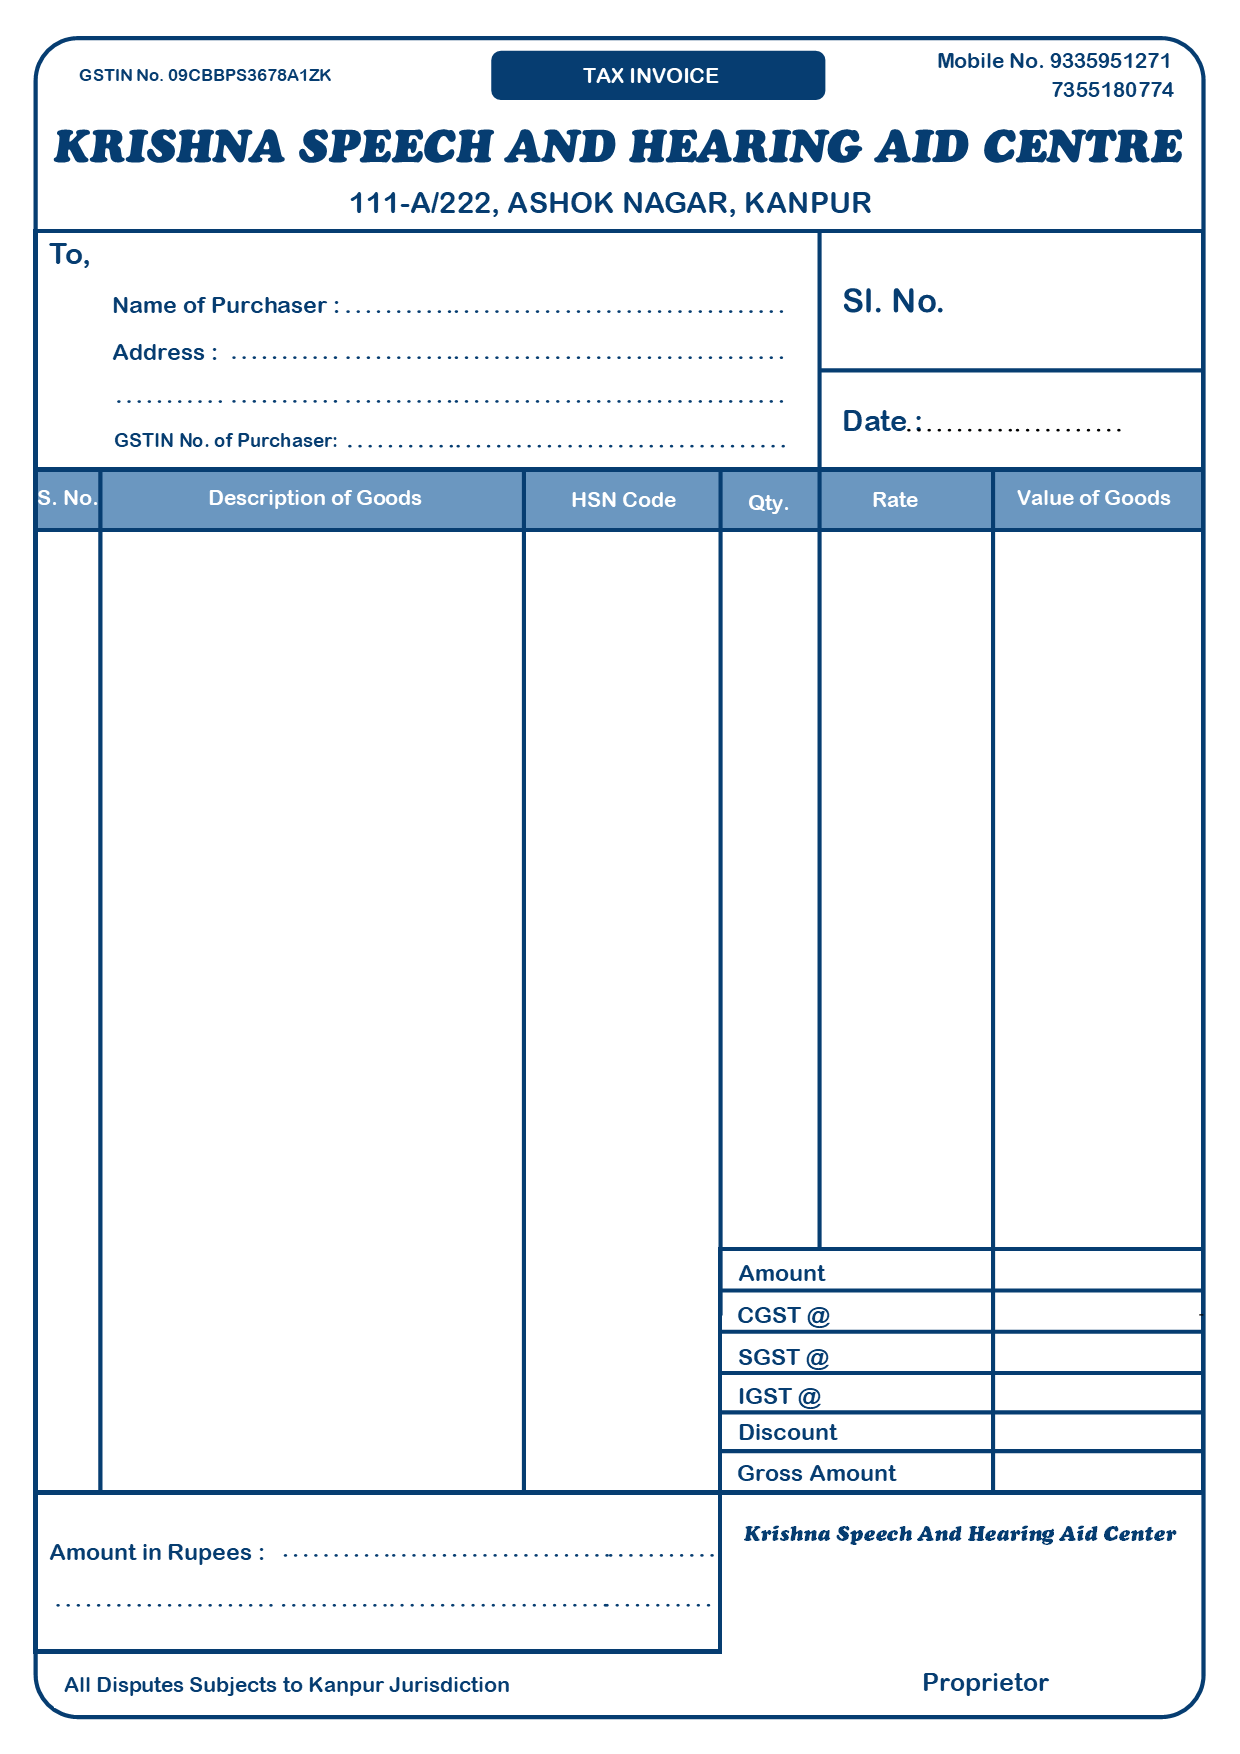 GSTIN No. 09CBBPS3678A1ZK
TAX INVOICE
Mobile No. 9335951271
7355180774
KRISHNA SPEECH AND HEARING AID CENTRE
111-A/222, ASHOK NAGAR, KANPUR
To,
Name of Purchaser :
Address :
GSTIN No. of Purchaser:
Sl. No.
Date :
S. No. Description of Goods HSN Code Qty. Rate Value of Goods
Amount
CGST @
SGST @
IGST @
Discount
Gross Amount
Amount in Rupees :
Krishna Speech And Hearing Aid Center
All Disputes Subjects to Kanpur Jurisdiction
Proprietor